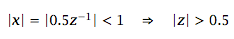 |x| = |0.5z⁻¹| < 1 ⇒ |z| > 0.5